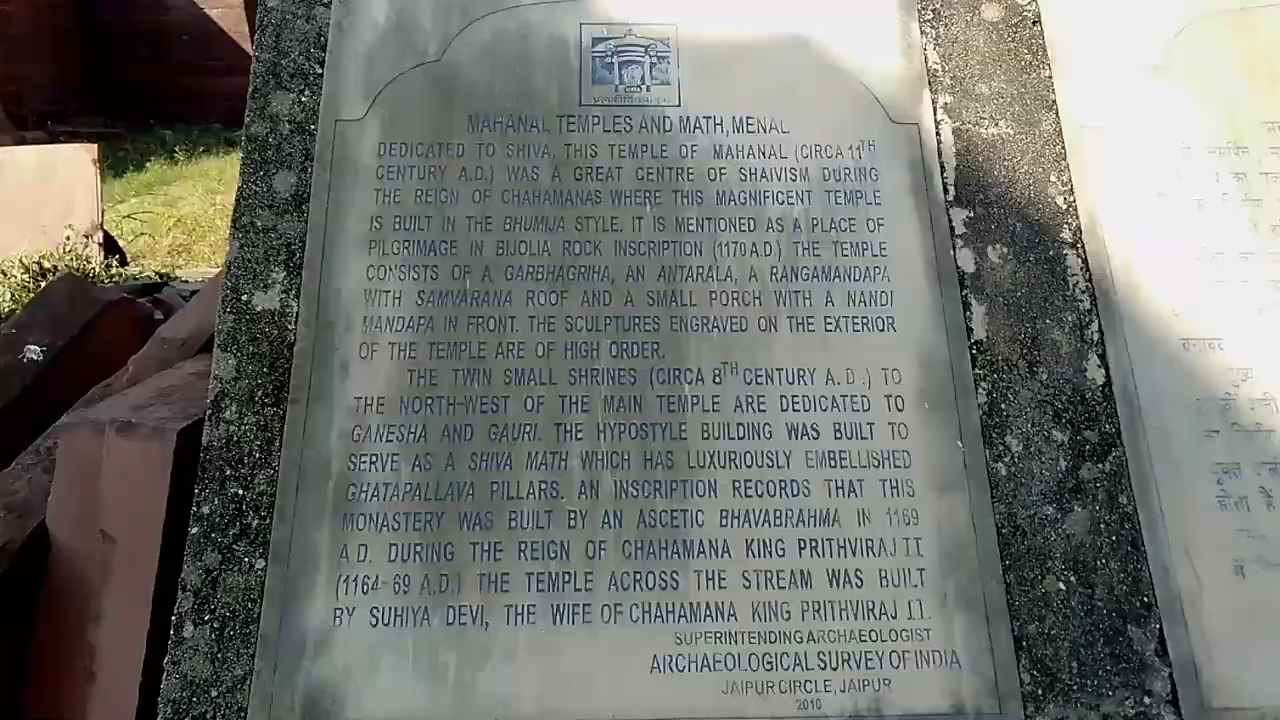 MAHANAL TEMPLES AND MATH, MENAL
DEDICATED TO SHIVA, THIS TEMPLE OF MAHANAL (CIRCA 11TH
CENTURY A.D.) WAS A GREAT CENTRE OF SHAIVISM DURING
THE REIGN OF CHAHAMANAS WHERE THIS MAGNIFICENT TEMPLE
IS BUILT IN THE BHUMIJA STYLE. IT IS MENTIONED AS A PLACE OF
PILGRIMAGE IN BIJOLIA ROCK INSCRIPTION (1170 A.D.) THE TEMPLE
CONSISTS OF A GARBHAGRIHA, AN ANTARALA, A RANGAMANDAPA
WITH SAMVARANA ROOF AND A SMALL PORCH WITH A NANDI
MANDAPA IN FRONT. THE SCULPTURES ENGRAVED ON THE EXTERIOR
OF THE TEMPLE ARE OF HIGH ORDER.
THE TWIN SMALL SHRINES (CIRCA 8TH CENTURY A.D.) TO
THE NORTH-WEST OF THE MAIN TEMPLE ARE DEDICATED TO
GANESHA AND GAURI. THE HYPOSTYLE BUILDING WAS BUILT TO
SERVE AS A SHIVA MATH WHICH HAS LUXURIOUSLY EMBELLISHED
GHATAPALLAVA PILLARS. AN INSCRIPTION RECORDS THAT THIS
MONASTERY WAS BUILT BY AN ASCETIC BHAVABRAHMA IN 1169
A.D. DURING THE REIGN OF CHAHAMANA KING PRITHVIRAJ II
(1164-69 A.D.) THE TEMPLE ACROSS THE STREAM WAS BUILT
BY SUHIYA DEVI, THE WIFE OF CHAHAMANA KING PRITHVIRAJ II.
SUPERINTENDING ARCHAEOLOGIST
ARCHAEOLOGICAL SURVEY OF INDIA
JAIPUR CIRCLE, JAIPUR
2010